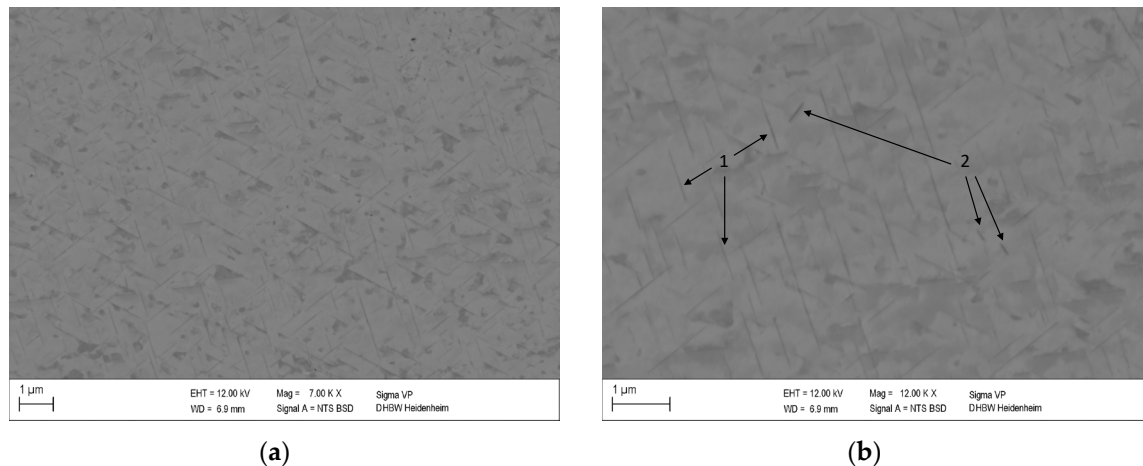 1 2
1 µm
EHT = 12.00 kV Mag = 7.00 K X Sigma VP
WD = 6.9 mm Signal A = NTS BSD DHBW Heidenheim
1 µm
EHT = 12.00 kV Mag = 12.00 K X Sigma VP
WD = 6.9 mm Signal A = NTS BSD DHBW Heidenheim
(a) (b)